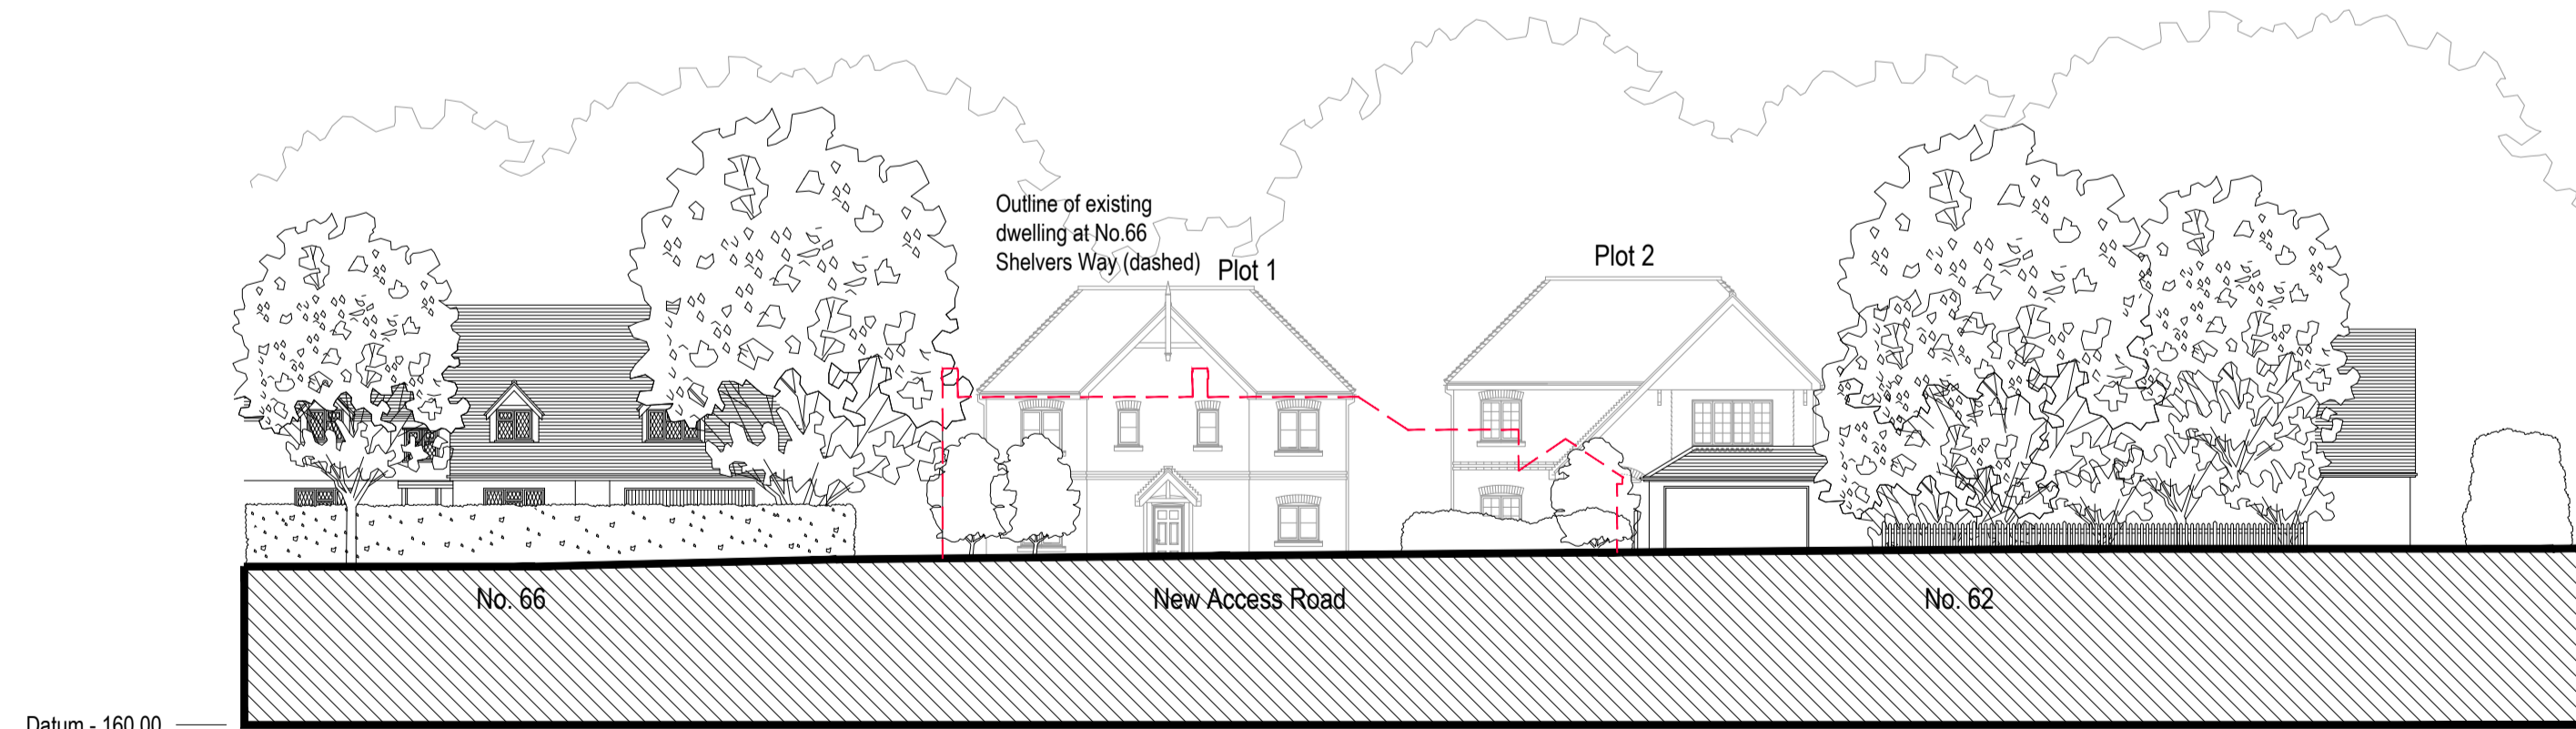 Outline of existing
dwelling at No.66
Shelvers Way (dashed)
Plot 1
Plot 2
No. 66
New Access Road
No. 62
Datum - 160.00